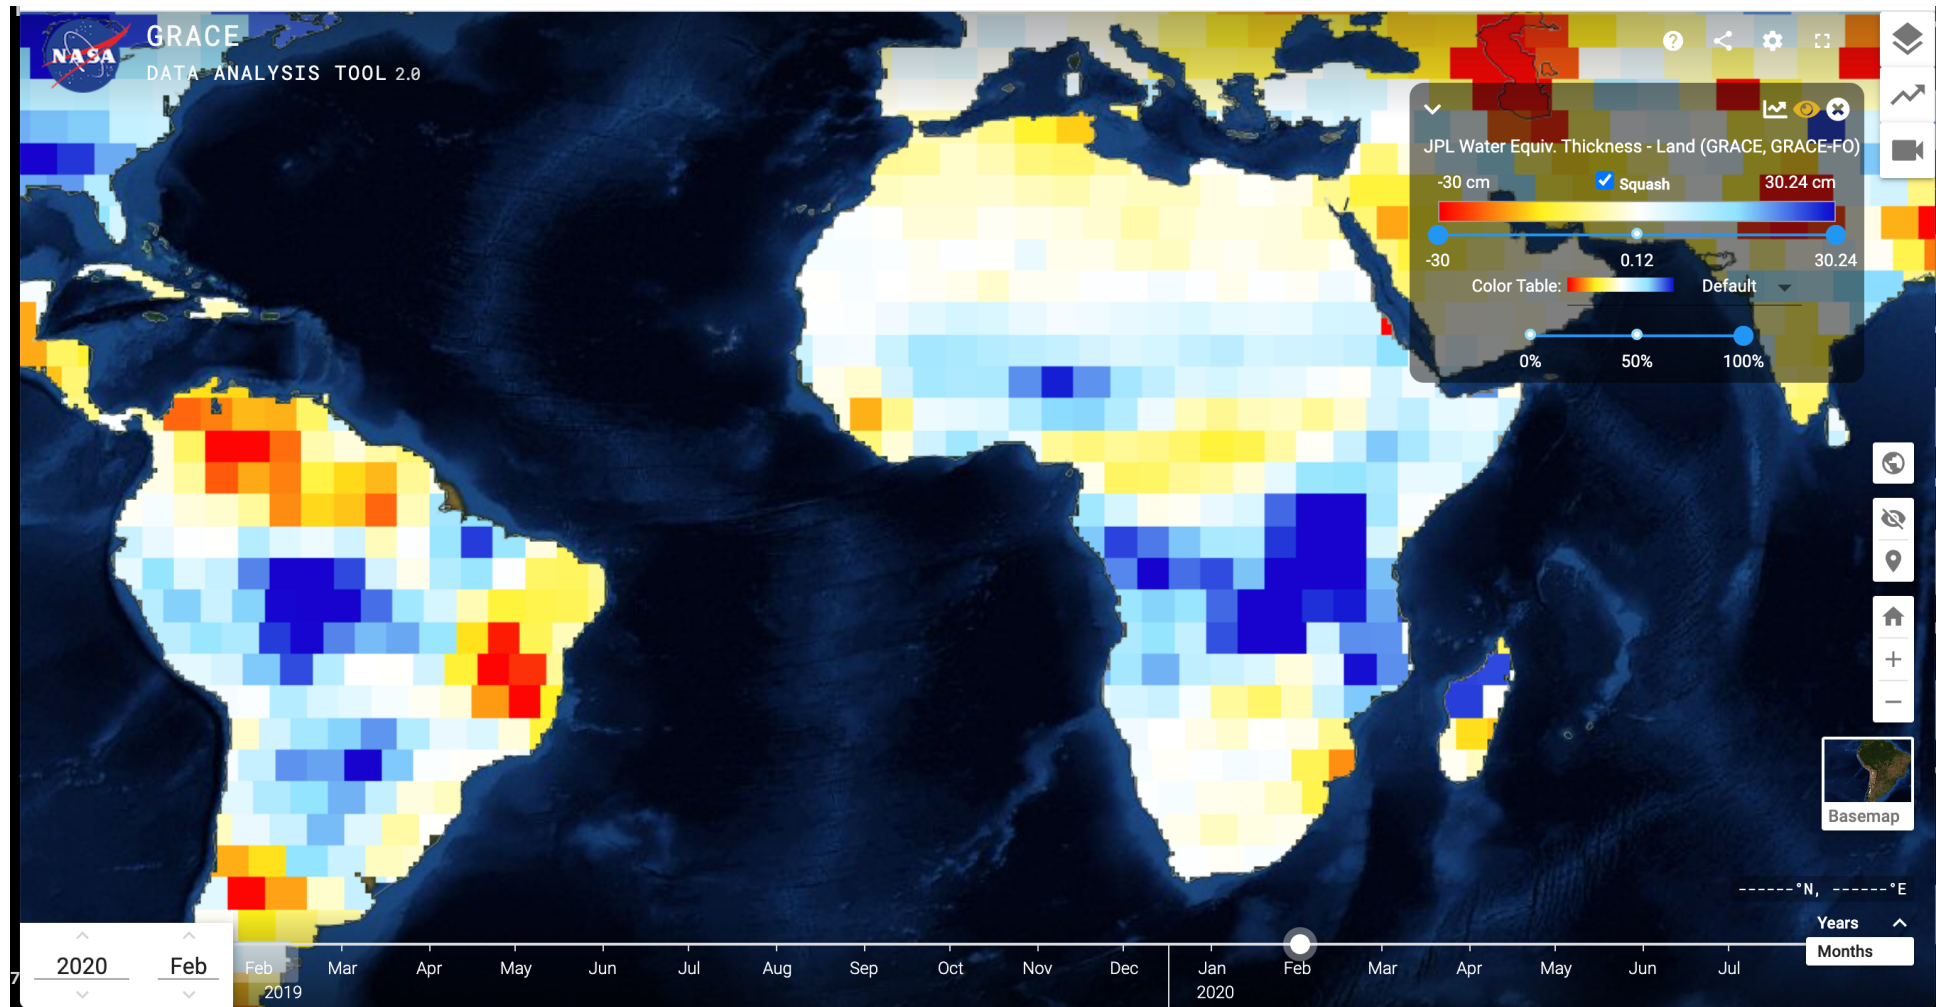 NASA
GRACE
DATA ANALYSIS TOOL 2.0
JPL Water Equiv. Thickness - Land (GRACE, GRACE-FO)
-30 cm Squash 30.24 cm
-30 0.12 30.24
Color Table: Default
0% 50% 100%
Basemap
------°N, ------°E
Years
Months
2020 Feb
7
Feb Mar Apr May Jun Jul Aug Sep Oct Nov Dec Jan Feb Mar Apr May Jun Jul
2019 2020